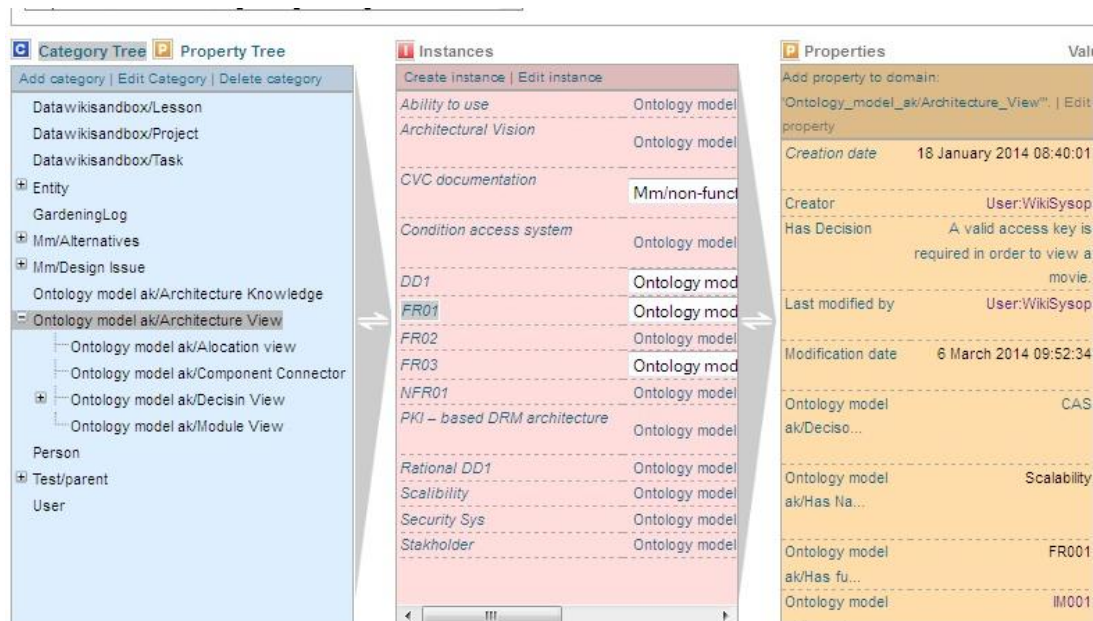 Category Tree Property Tree
Add category | Edit Category | Delete category
Datawikisandbox/Lesson
Datawikisandbox/Project
Datawikisandbox/Task
Entity
GardeningLog
Mm/Alternatives
Mm/Design Issue
Ontology model ak/Architecture Knowledge
Ontology model ak/Architecture View
Ontology model ak/Alocation view
Ontology model ak/Component Connector
Ontology model ak/Decisin View
Ontology model ak/Module View
Person
Test/parent
User
Instances
Create instance | Edit instance
Ability to use Ontology model
Architectural Vision Ontology model
CVC documentation Mm/non-funct
Condition access system Ontology model
DD1 Ontology mod
FR01 Ontology mod
FR02 Ontology model
FR03 Ontology mod
NFR01 Ontology model
PKI – based DRM architecture Ontology model
Rational DD1 Ontology model
Scalibility Ontology model
Security Sys Ontology model
Stakholder Ontology model
Properties Val
Add property to domain:
"Ontology_model_ak/Architecture_View"'. | Edit
property
Creation date 18 January 2014 08:40:01
Creator User:WikiSysop
Has Decision A valid access key is
required in order to view a
movie.
Last modified by User:WikiSysop
Modification date 6 March 2014 09:52:34
Ontology model CAS
ak/Deciso...
Ontology model Scalability
ak/Has Na...
Ontology model FR001
ak/Has fu...
Ontology model IM001